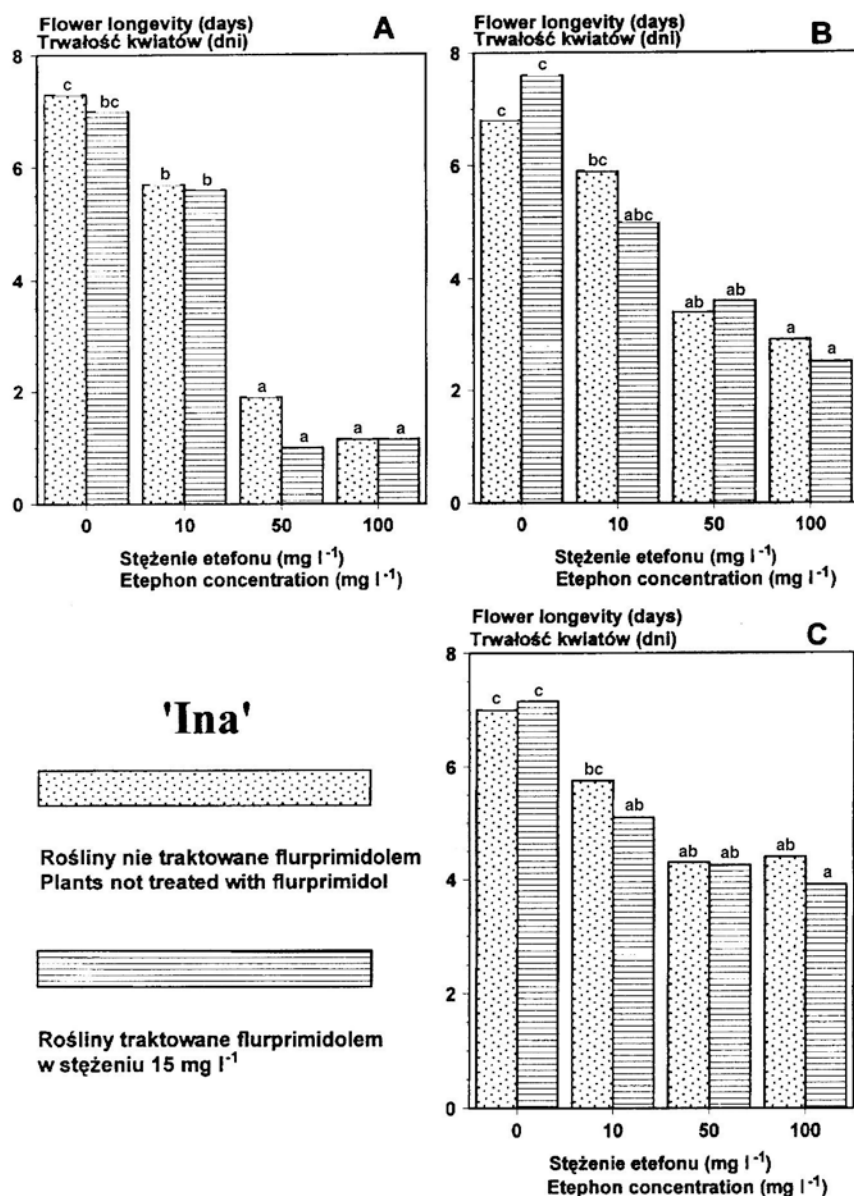 Flower longevity (days)
Trwałość kwiatów (dni)
A
8
6
4
2
0
c
bc
b
b
a
a
a
a
0
10
50
100
Stężenie etefonu (mg l⁻¹)
Etephon concentration (mg l⁻¹)
Flower longevity (days)
Trwałość kwiatów (dni)
B
8
6
4
2
0
c
c
bc
abc
ab
ab
a
a
0
10
50
100
Stężenie etefonu (mg l⁻¹)
Etephon concentration (mg l⁻¹)
'Ina'
Rośliny nie traktowane flurprimidolem
Plants not treated with flurprimidol
Rośliny traktowane flurprimidolem
w stężeniu 15 mg l⁻¹
Flower longevity (days)
Trwałość kwiatów (dni)
C
8
6
4
2
0
c
c
bc
ab
ab
ab
ab
a
0
10
50
100
Stężenie etefonu (mg l⁻¹)
Etephon concentration (mg l⁻¹)